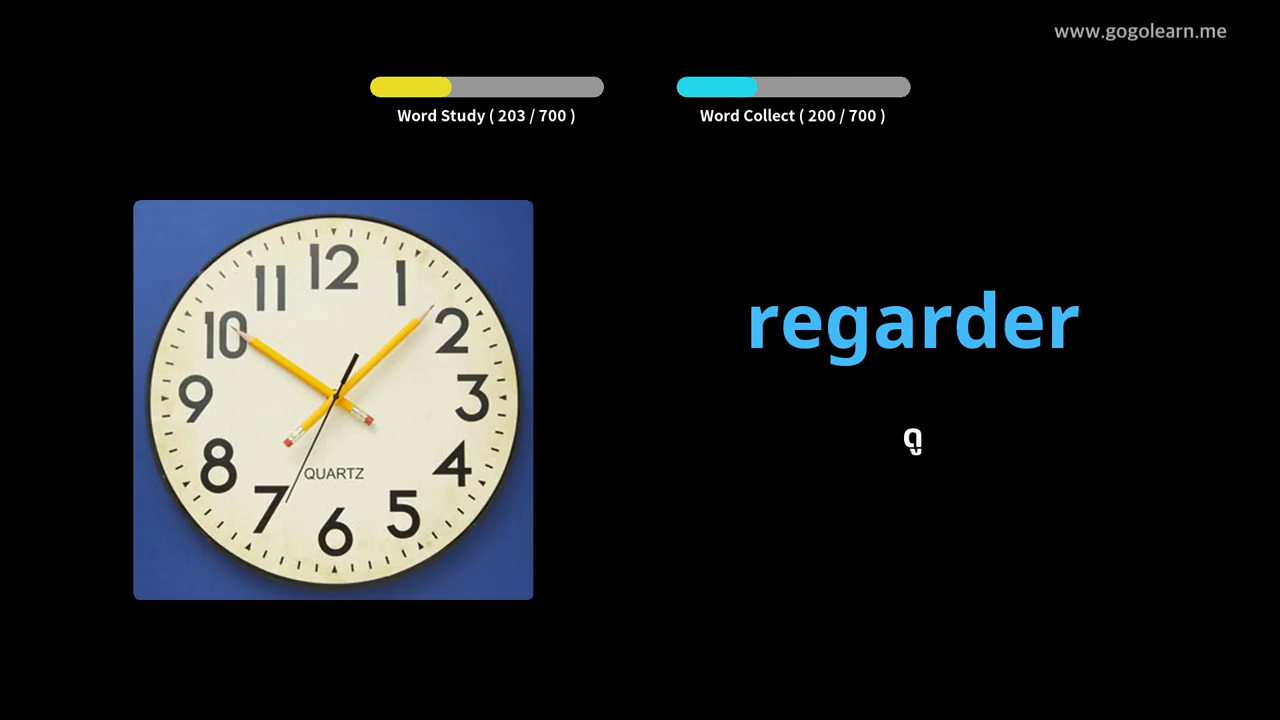 www.gogolearn.me
Word Study ( 203 / 700 )
Word Collect ( 200 / 700 )
12
11
1
10
2
9
3
8
4
7
5
6
QUARTZ
regarder
ดู